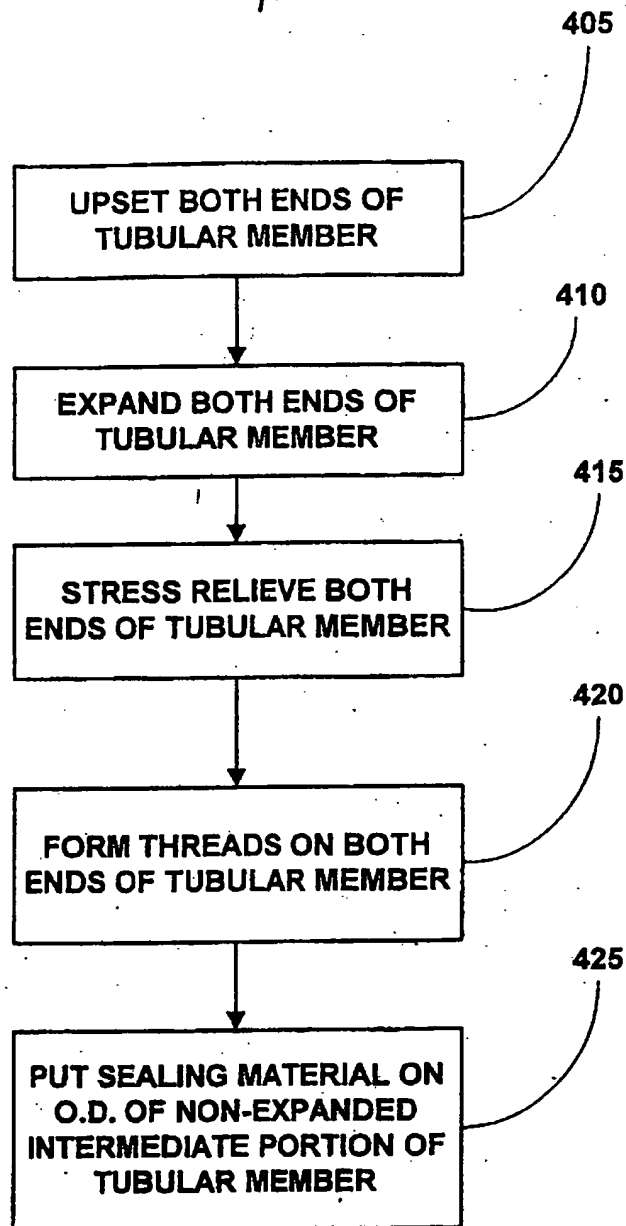 405
UPSET BOTH ENDS OF
TUBULAR MEMBER
410
EXPAND BOTH ENDS OF
TUBULAR MEMBER
415
STRESS RELIEVE BOTH
ENDS OF TUBULAR MEMBER
420
FORM THREADS ON BOTH
ENDS OF TUBULAR MEMBER
425
PUT SEALING MATERIAL ON
O.D. OF NON-EXPANDED
INTERMEDIATE PORTION OF
TUBULAR MEMBER